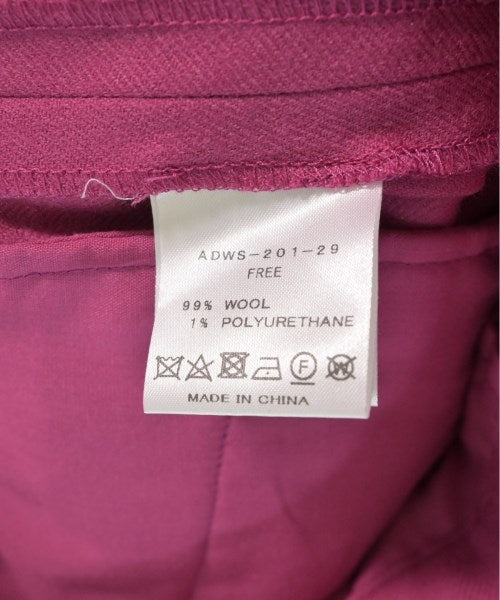 ADWS-201-29
FREE
99% WOOL
1% POLYURETHANE
F W
MADE IN CHINA